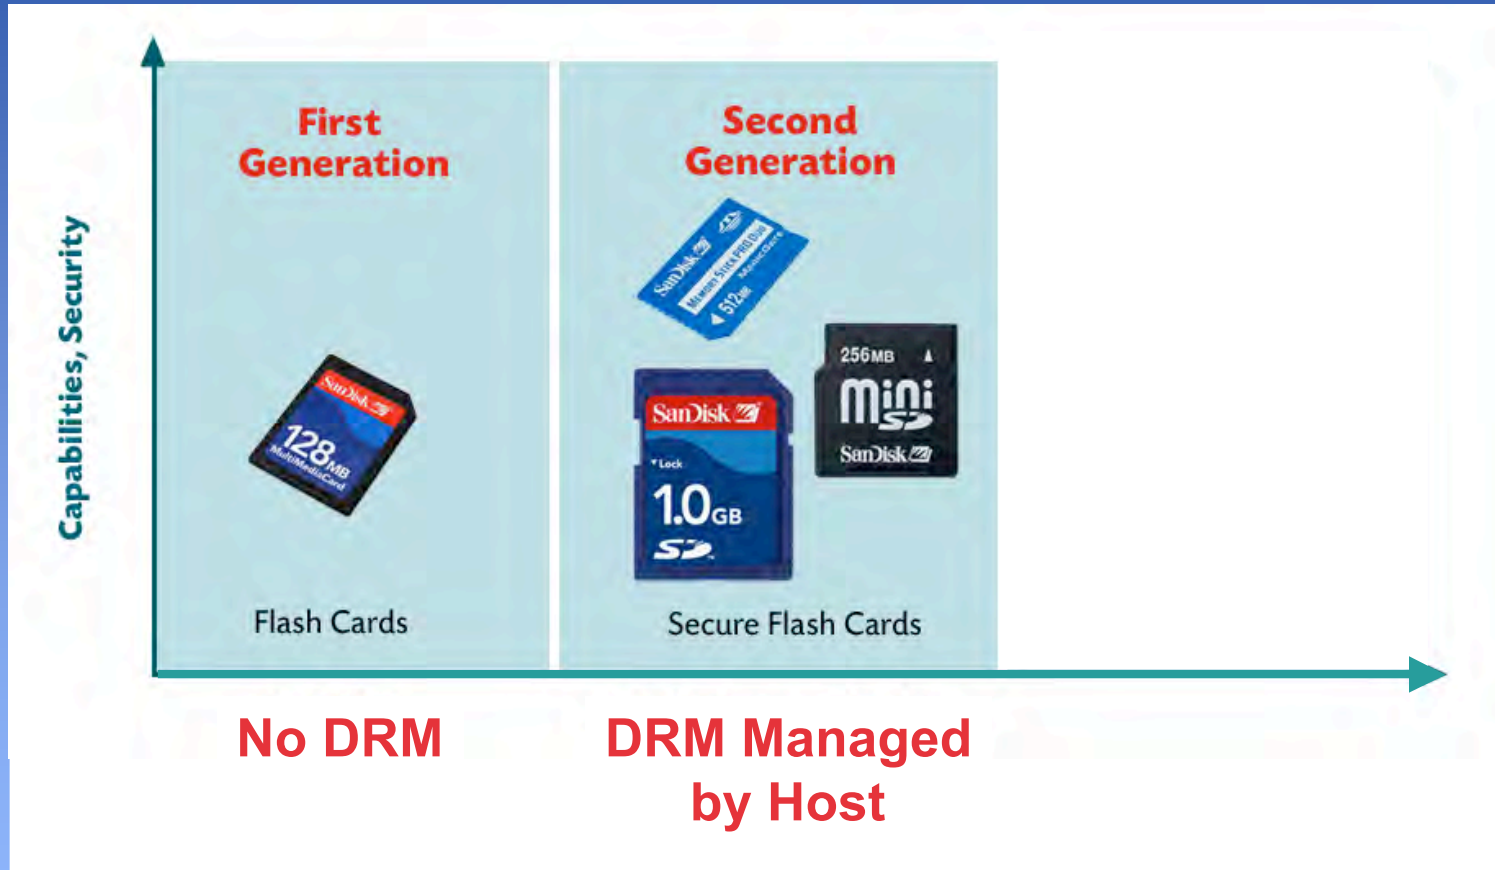 First
Generation
Second
Generation
Capabilities, Security
SanDisk
128MB
MultiMediaCard
SanDisk
MEMORY STICK PRO DUO
MAGICGATE
512MB
256MB
mini
SD
SanDisk
SanDisk
Lock
1.0GB
SD
Flash Cards
Secure Flash Cards
No DRM
DRM Managed
by Host